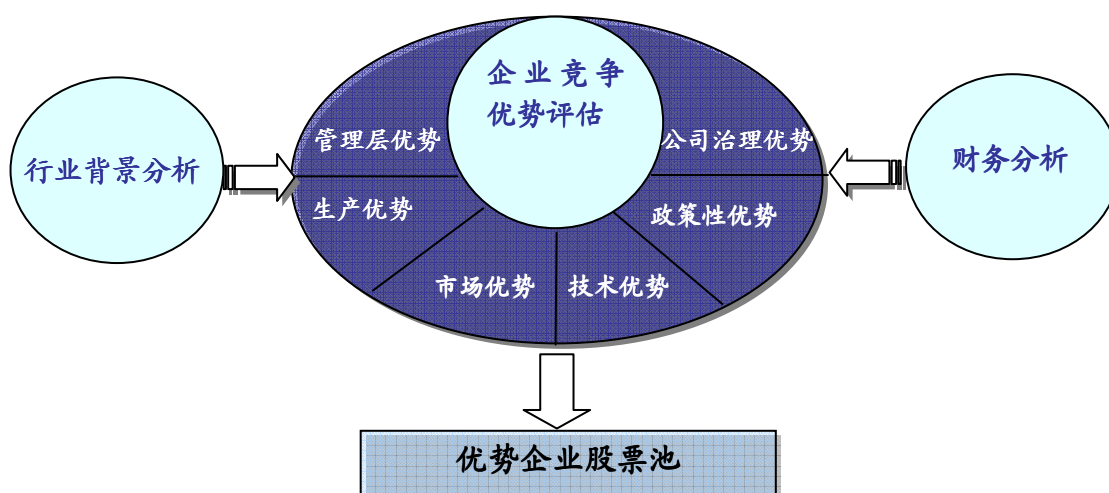 企业竞争
优势评估
管理层优势
公司治理优势
行业背景分析
财务分析
生产优势
政策性优势
市场优势
技术优势
优势企业股票池